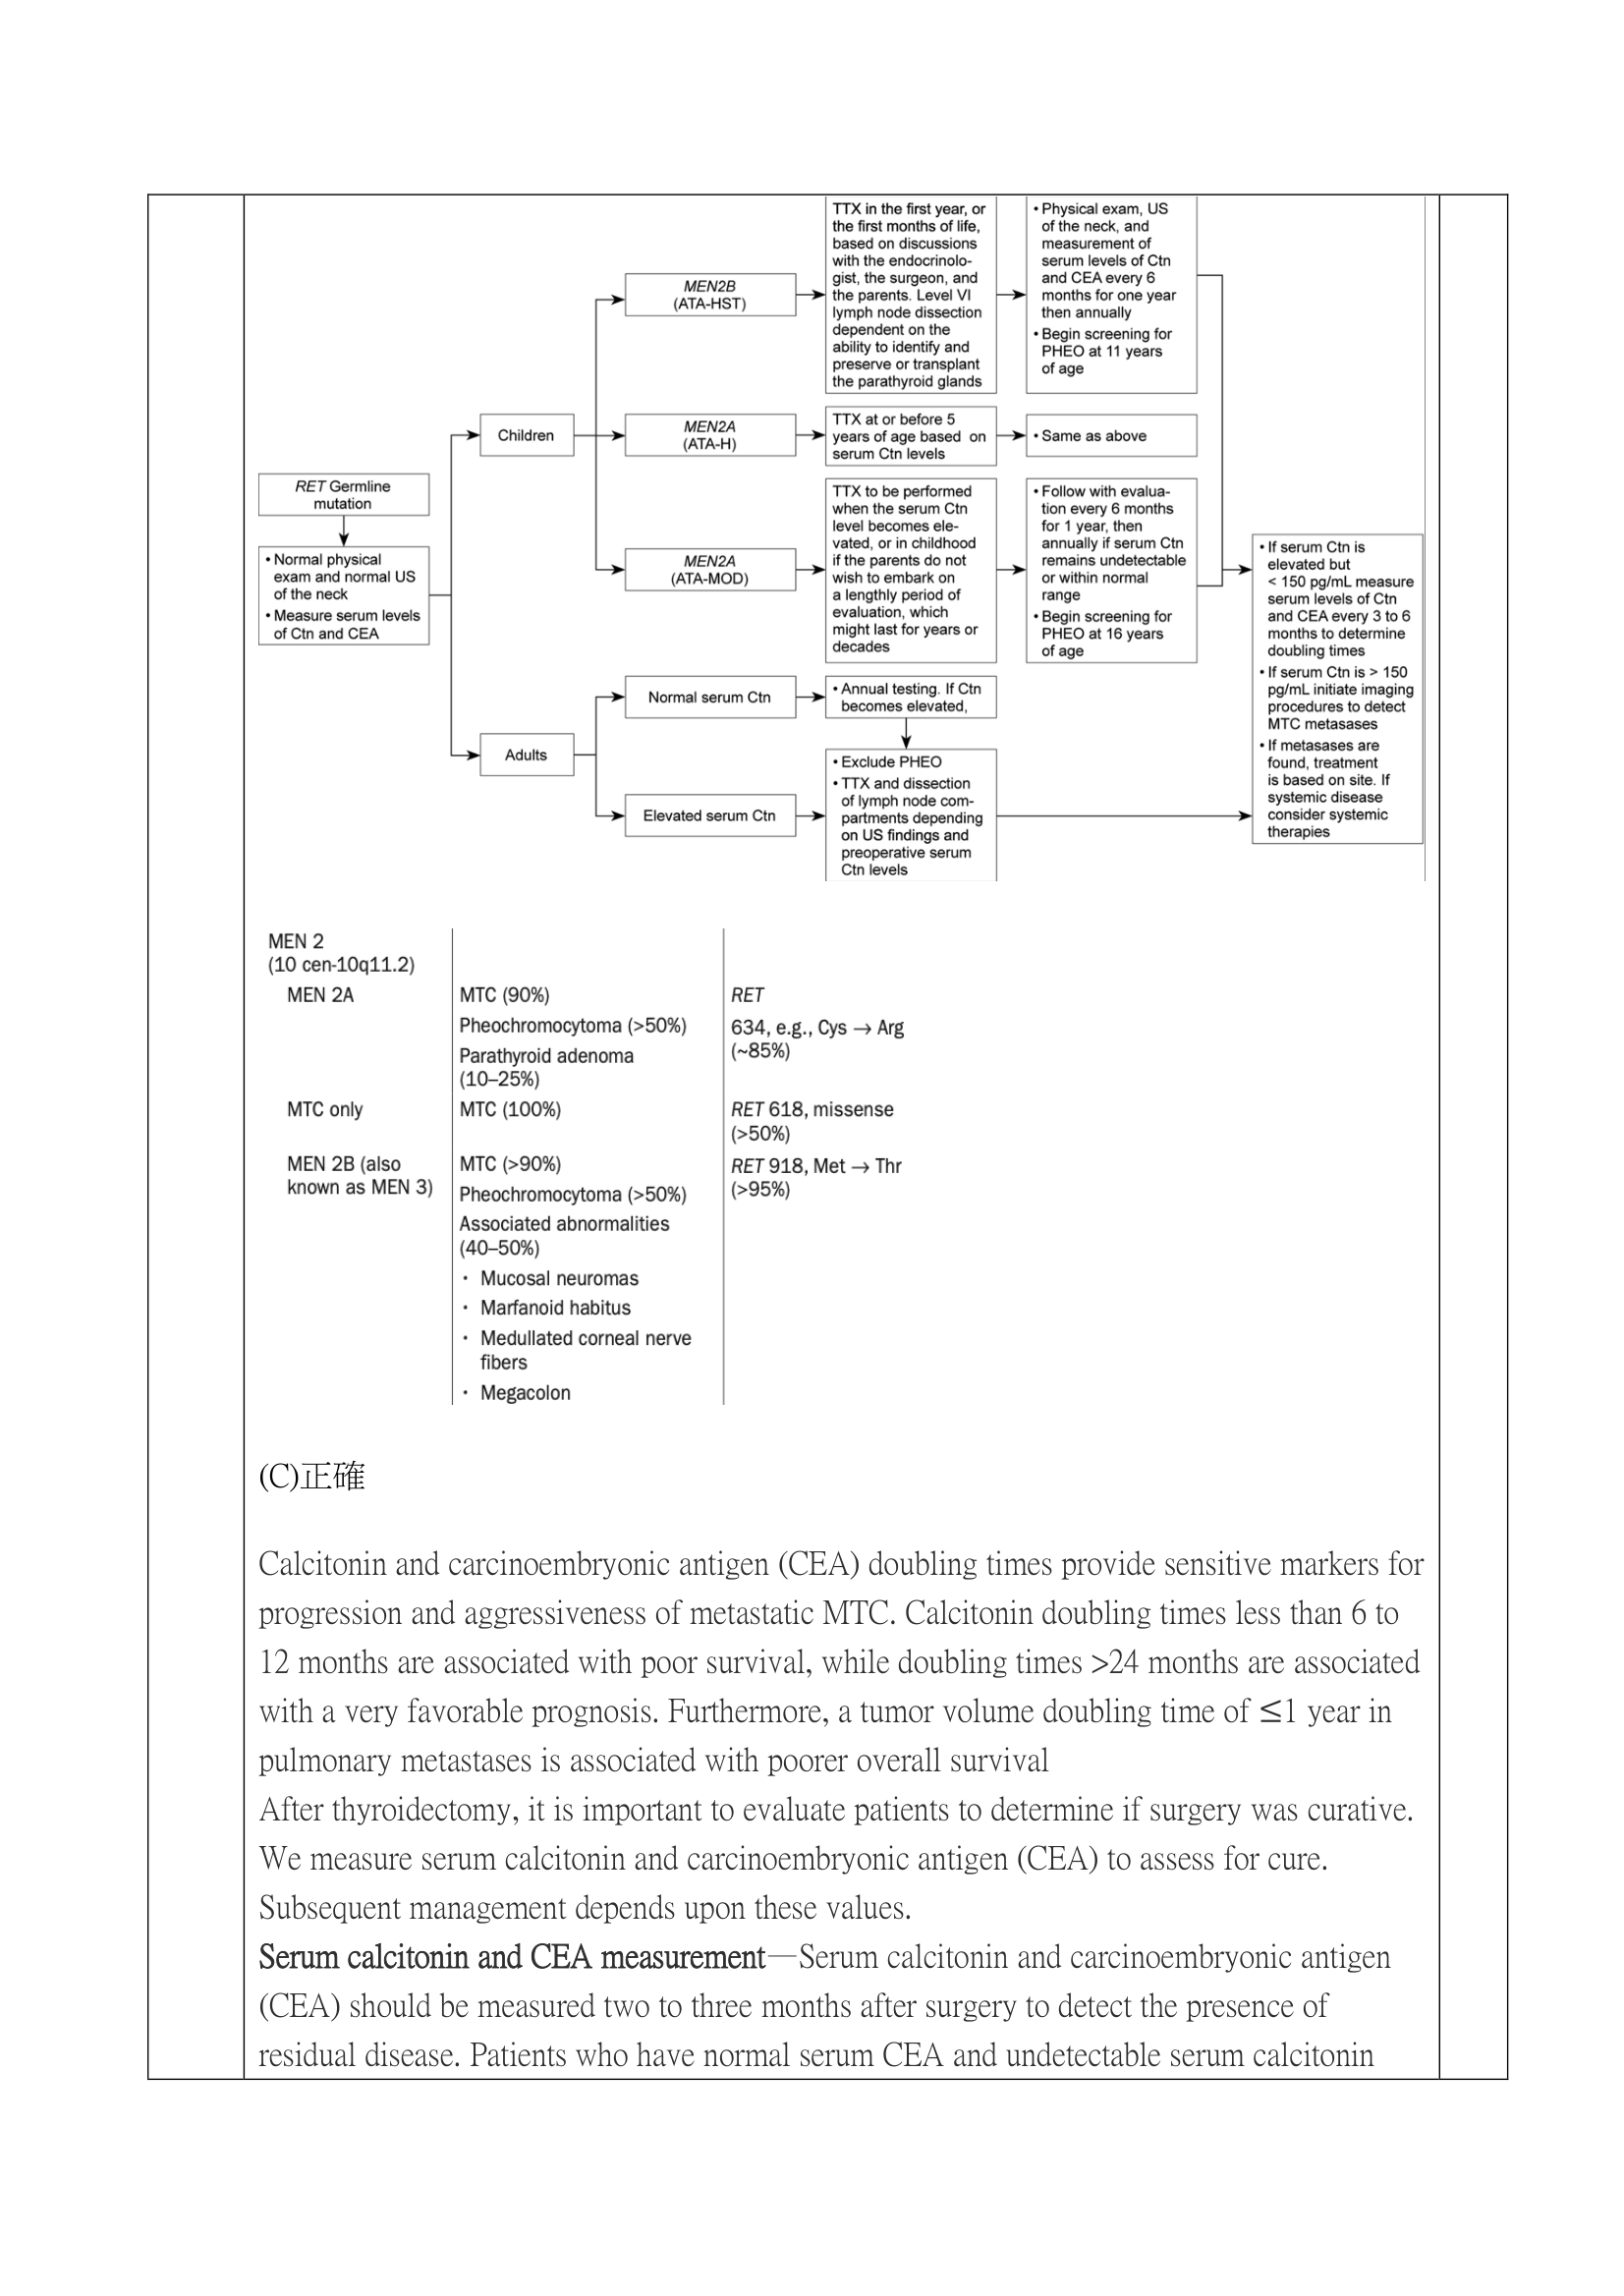 RET Germline
mutation
• Normal physical
exam and normal US
of the neck
• Measure serum levels
of Ctn and CEA
Children
MEN2B
(ATA-HST)
TTX in the first year, or
the first months of life,
based on discussions
with the endocrinolo-
gist, the surgeon, and
the parents. Level VI
lymph node dissection
dependent on the
ability to identify and
preserve or transplant
the parathyroid glands
• Physical exam, US
of the neck, and
measurement of
serum levels of Ctn
and CEA every 6
months for one year
then annually
• Begin screening for
PHEO at 11 years
of age
MEN2A
(ATA-H)
TTX at or before 5
years of age based on
serum Ctn levels
• Same as above
MEN2A
(ATA-MOD)
TTX to be performed
when the serum Ctn
level becomes ele-
vated, or in childhood
if the parents do not
wish to embark on
a lengthly period of
evaluation, which
might last for years or
decades
• Follow with evalua-
tion every 6 months
for 1 year, then
annually if serum Ctn
remains undetectable
or within normal
range
• Begin screening for
PHEO at 16 years
of age
Adults
Normal serum Ctn
• Annual testing. If Ctn
becomes elevated,
Elevated serum Ctn
• Exclude PHEO
• TTX and dissection
of lymph node com-
partments depending
on US findings and
preoperative serum
Ctn levels
• If serum Ctn is
elevated but
< 150 pg/mL measure
serum levels of Ctn
and CEA every 3 to 6
months to determine
doubling times
• If serum Ctn is > 150
pg/mL initiate imaging
procedures to detect
MTC metasases
• If metasases are
found, treatment
is based on site. If
systemic disease
consider systemic
therapies
MEN 2
(10 cen-10q11.2)
MEN 2A
MTC (90%)
Pheochromocytoma (>50%)
Parathyroid adenoma
(10–25%)
RET
634, e.g., Cys → Arg
(~85%)
MTC only
MTC (100%)
RET 618, missense
(>50%)
MEN 2B (also
known as MEN 3)
MTC (>90%)
Pheochromocytoma (>50%)
Associated abnormalities
(40–50%)
• Mucosal neuromas
• Marfanoid habitus
• Medullated corneal nerve
fibers
• Megacolon
RET 918, Met → Thr
(>95%)
(C)正確
Calcitonin and carcinoembryonic antigen (CEA) doubling times provide sensitive markers for
progression and aggressiveness of metastatic MTC. Calcitonin doubling times less than 6 to
12 months are associated with poor survival, while doubling times >24 months are associated
with a very favorable prognosis. Furthermore, a tumor volume doubling time of ≤1 year in
pulmonary metastases is associated with poorer overall survival
After thyroidectomy, it is important to evaluate patients to determine if surgery was curative.
We measure serum calcitonin and carcinoembryonic antigen (CEA) to assess for cure.
Subsequent management depends upon these values.
Serum calcitonin and CEA measurement—Serum calcitonin and carcinoembryonic antigen
(CEA) should be measured two to three months after surgery to detect the presence of
residual disease. Patients who have normal serum CEA and undetectable serum calcitonin